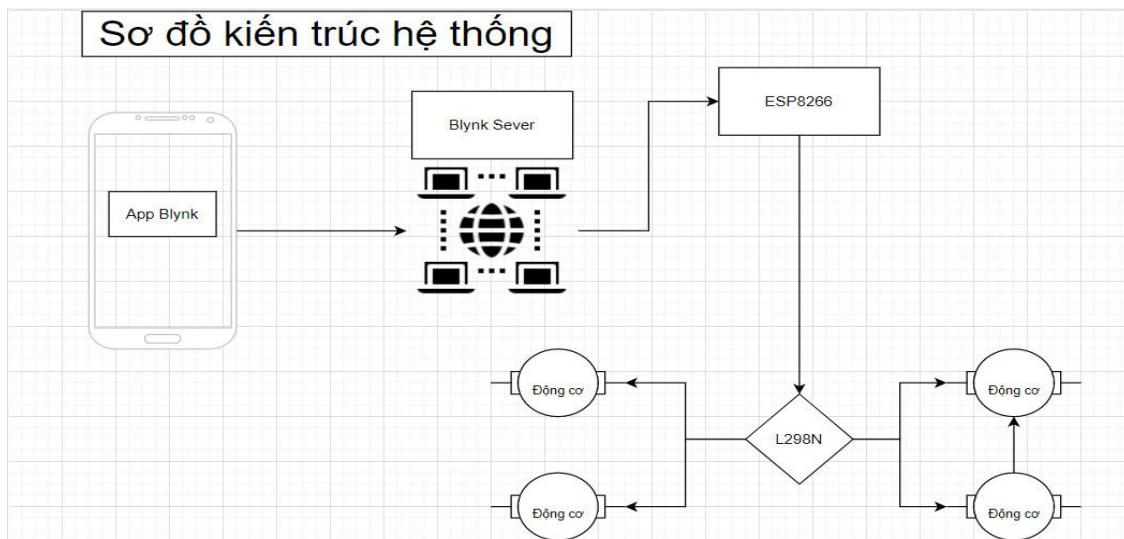 Sơ đồ kiến trúc hệ thống
ESP8266
Blynk Sever
App Blynk
Động cơ
Động cơ
L298N
Động cơ
Động cơ